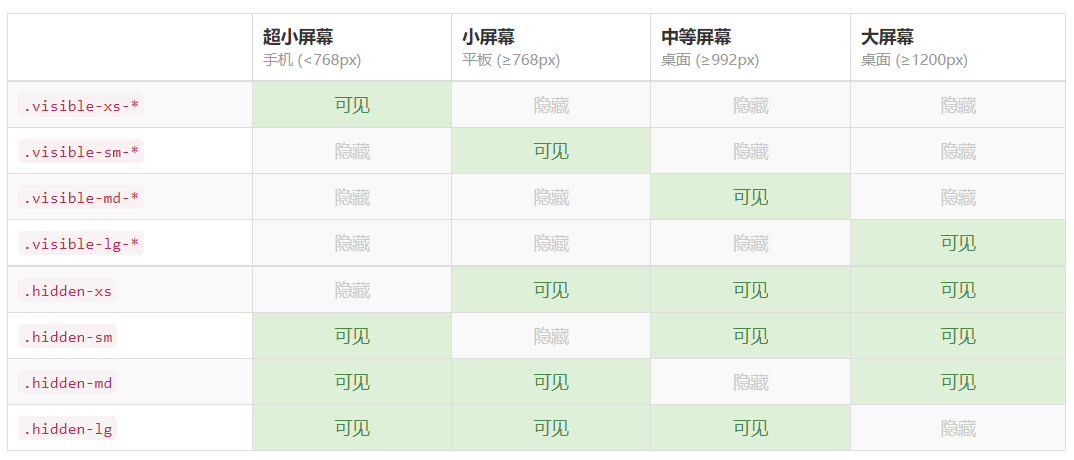 超小屏幕 小屏幕 中等屏幕 大屏幕
手机 (<768px) 平板 (≥768px) 桌面 (≥992px) 桌面 (≥1200px)
.visible-xs-* 可见 隐藏 隐藏 隐藏
.visible-sm-* 隐藏 可见 隐藏 隐藏
.visible-md-* 隐藏 隐藏 可见 隐藏
.visible-lg-* 隐藏 隐藏 隐藏 可见
.hidden-xs 隐藏 可见 可见 可见
.hidden-sm 可见 隐藏 可见 可见
.hidden-md 可见 可见 隐藏 可见
.hidden-lg 可见 可见 可见 隐藏